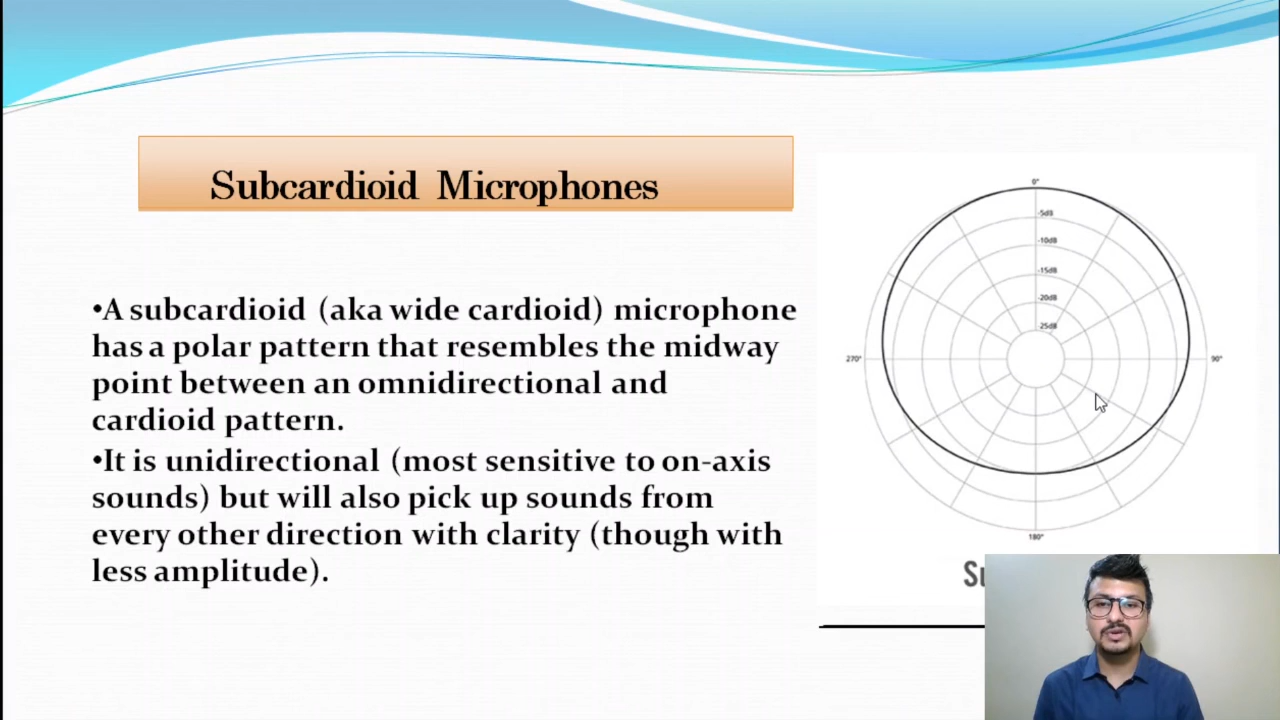 Subcardioid Microphones
•A subcardioid (aka wide cardioid) microphone
has a polar pattern that resembles the midway
point between an omnidirectional and
cardioid pattern.
•It is unidirectional (most sensitive to on-axis
sounds) but will also pick up sounds from
every other direction with clarity (though with
less amplitude).
0°
-5dB
-10dB
-15dB
-20dB
-25dB
270°
90°
180°